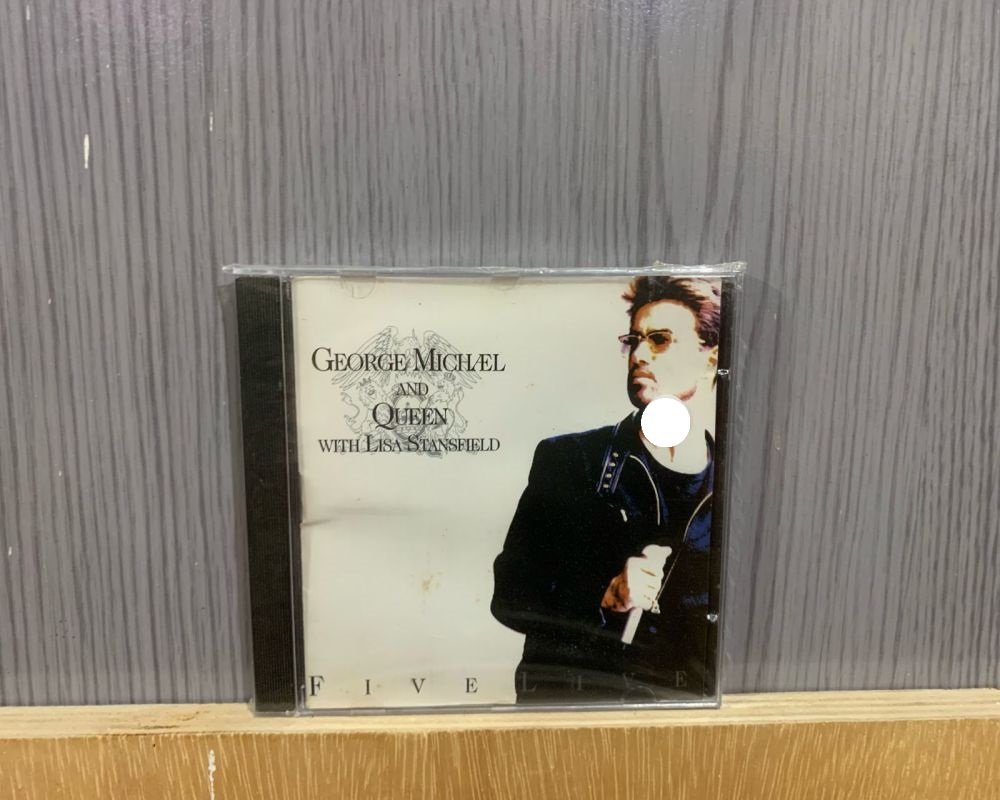 GEORGE MICHÆL
AND
QUEEN
WITH LISA STANSFIELD
FIVE LIVE